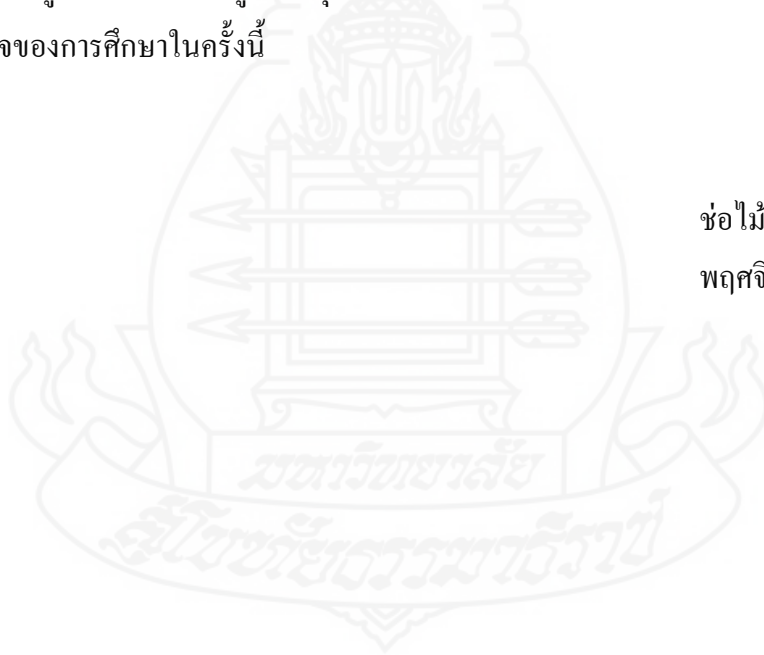 จของการศึกษาในครั้งนี้
ช่อไม้
พฤศจิ
มหาวิทยาลัย
สุโขทัยธรรมาธิราช